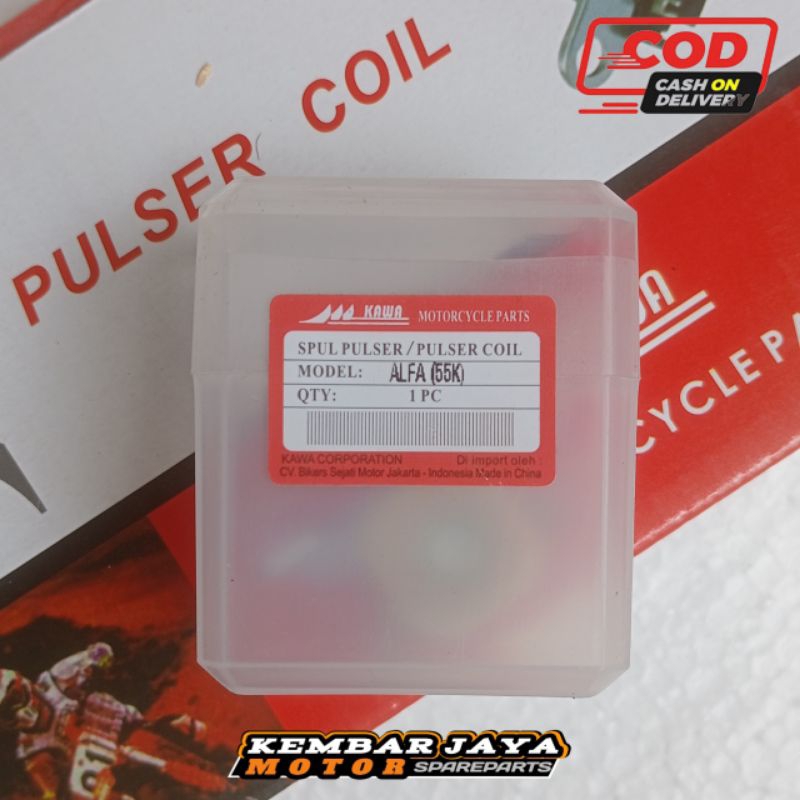 COD
CASH ON
DELIVERY
PULSER COIL
KAWA MOTORCYCLE PARTS
SPUL PULSER/PULSER COIL
MODEL: ALFA (55K)
QTY: 1 PC
KAWA CORPORATION Di import oleh :
CV. Bikers Sejati Motor Jakarta - Indonesia Made in China
WA
CYCLE PA
KEMBAR JAYA
MOTOR SPAREPARTS